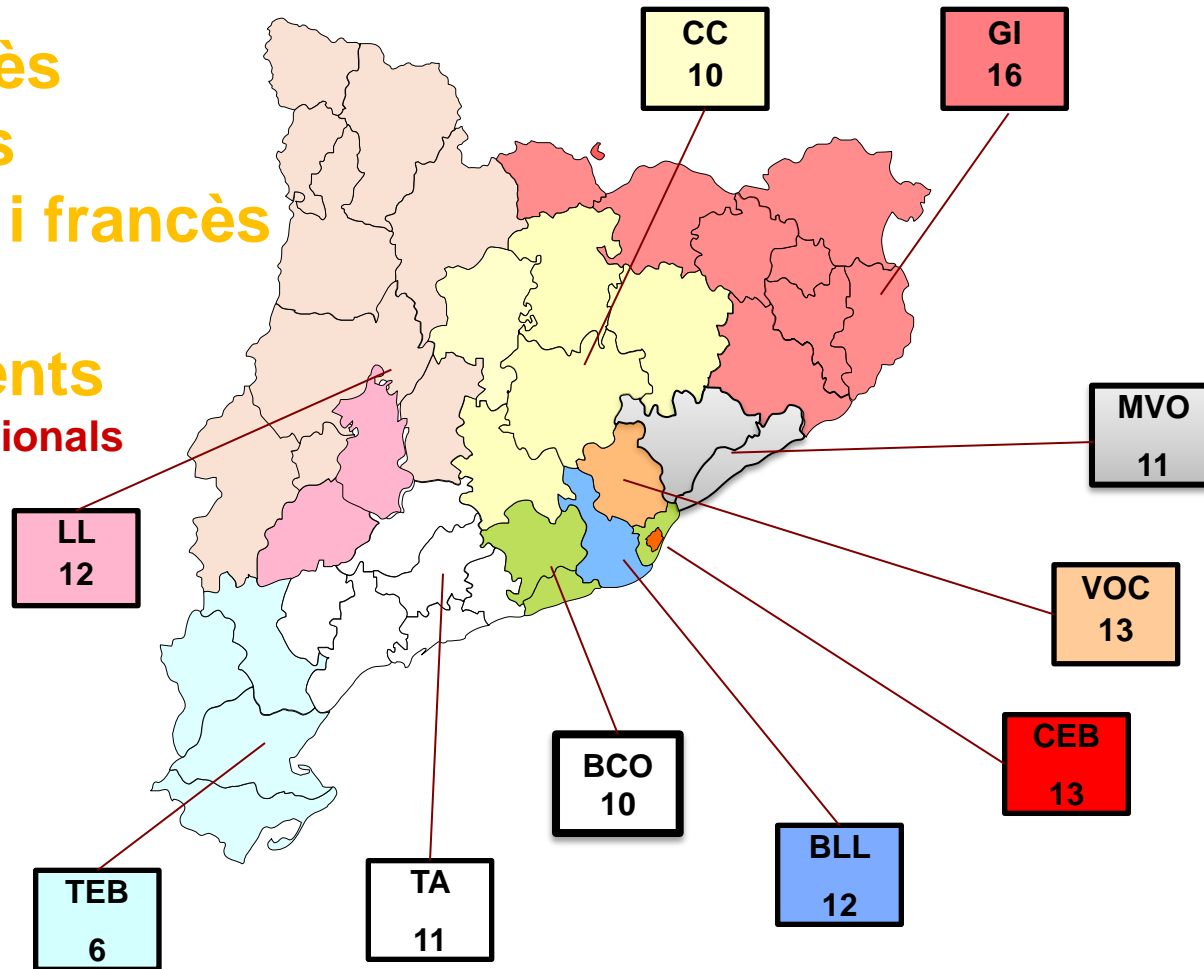 CC
10
GI
16
ès
s
i francès
ents
ionals
MVO
11
LL
12
VOC
13
CEB
13
BCO
10
BLL
12
TA
11
TEB
6